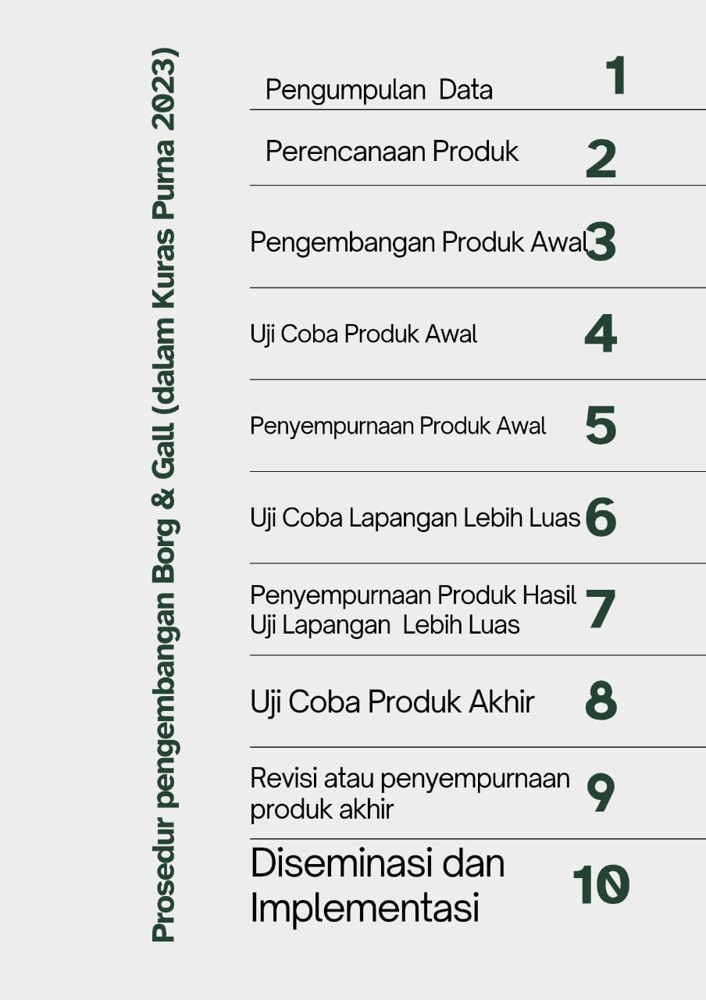 Prosedur pengembangan Borg & Gall (dalam Kuras Purna 2023)
Pengumpulan Data 1
Perencanaan Produk 2
Pengembangan Produk Awal 3
Uji Coba Produk Awal 4
Penyempurnaan Produk Awal 5
Uji Coba Lapangan Lebih Luas 6
Penyempurnaan Produk Hasil 7
Uji Lapangan Lebih Luas
Uji Coba Produk Akhir 8
Revisi atau penyempurnaan 9
produk akhir
Diseminasi dan 10
Implementasi